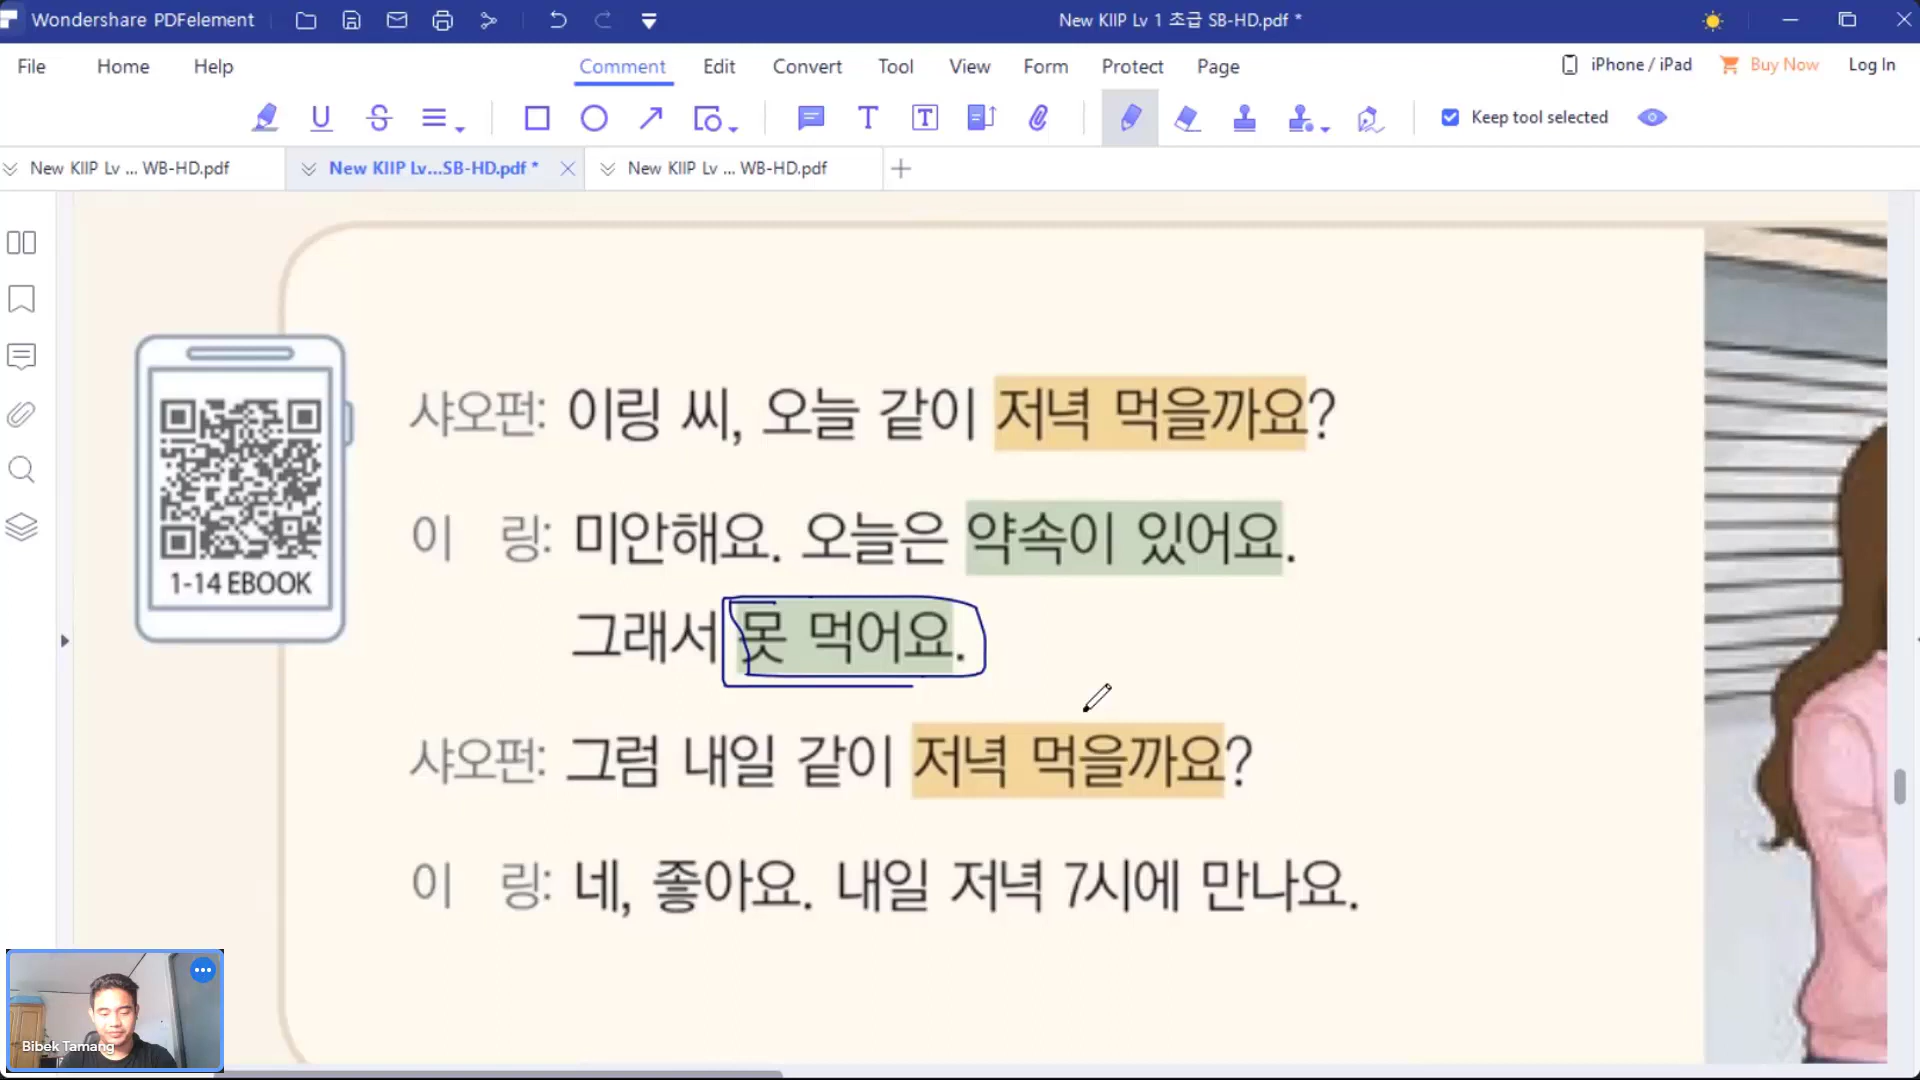 Wondershare PDFelement
New KIIP Lv 1 초급 SB-HD.pdf *
File Home Help Comment Edit Convert Tool View Form Protect Page iPhone / iPad Buy Now Log In
Keep tool selected
New KIIP Lv ... WB-HD.pdf New KIIP Lv...SB-HD.pdf * New KIIP Lv ... WB-HD.pdf
샤오펀: 이링 씨, 오늘 같이 저녁 먹을까요?
이 링: 미안해요. 오늘은 약속이 있어요.
그래서 못 먹어요.
샤오펀: 그럼 내일 같이 저녁 먹을까요?
이 링: 네, 좋아요. 내일 저녁 7시에 만나요.
1-14 EBOOK
Bibek Tamang